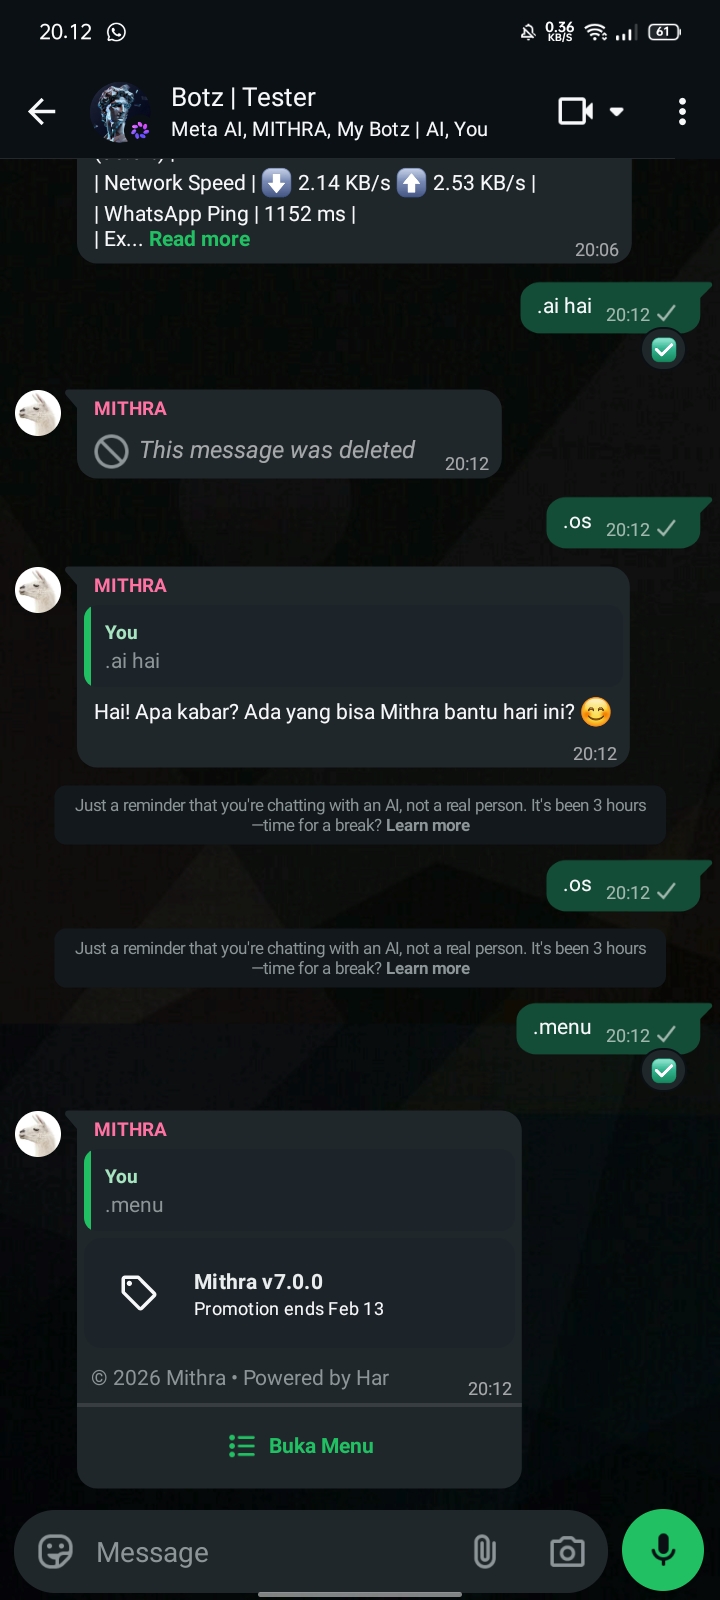 20.12
0.36
KB/S
61
Botz | Tester
Meta AI, MITHRA, My Botz | AI, You
| Network Speed | ⬇️ 2.14 KB/s ⬆️ 2.53 KB/s |
| WhatsApp Ping | 1152 ms |
| Ex... Read more
20:06
.ai hai
20:12
MITHRA
This message was deleted
20:12
.os
20:12
MITHRA
You
.ai hai
Hai! Apa kabar? Ada yang bisa Mithra bantu hari ini? 😊
20:12
Just a reminder that you're chatting with an AI, not a real person. It's been 3 hours
—time for a break? Learn more
.os
20:12
Just a reminder that you're chatting with an AI, not a real person. It's been 3 hours
—time for a break? Learn more
.menu
20:12
MITHRA
You
.menu
Mithra v7.0.0
Promotion ends Feb 13
© 2026 Mithra • Powered by Har
20:12
Buka Menu
Message